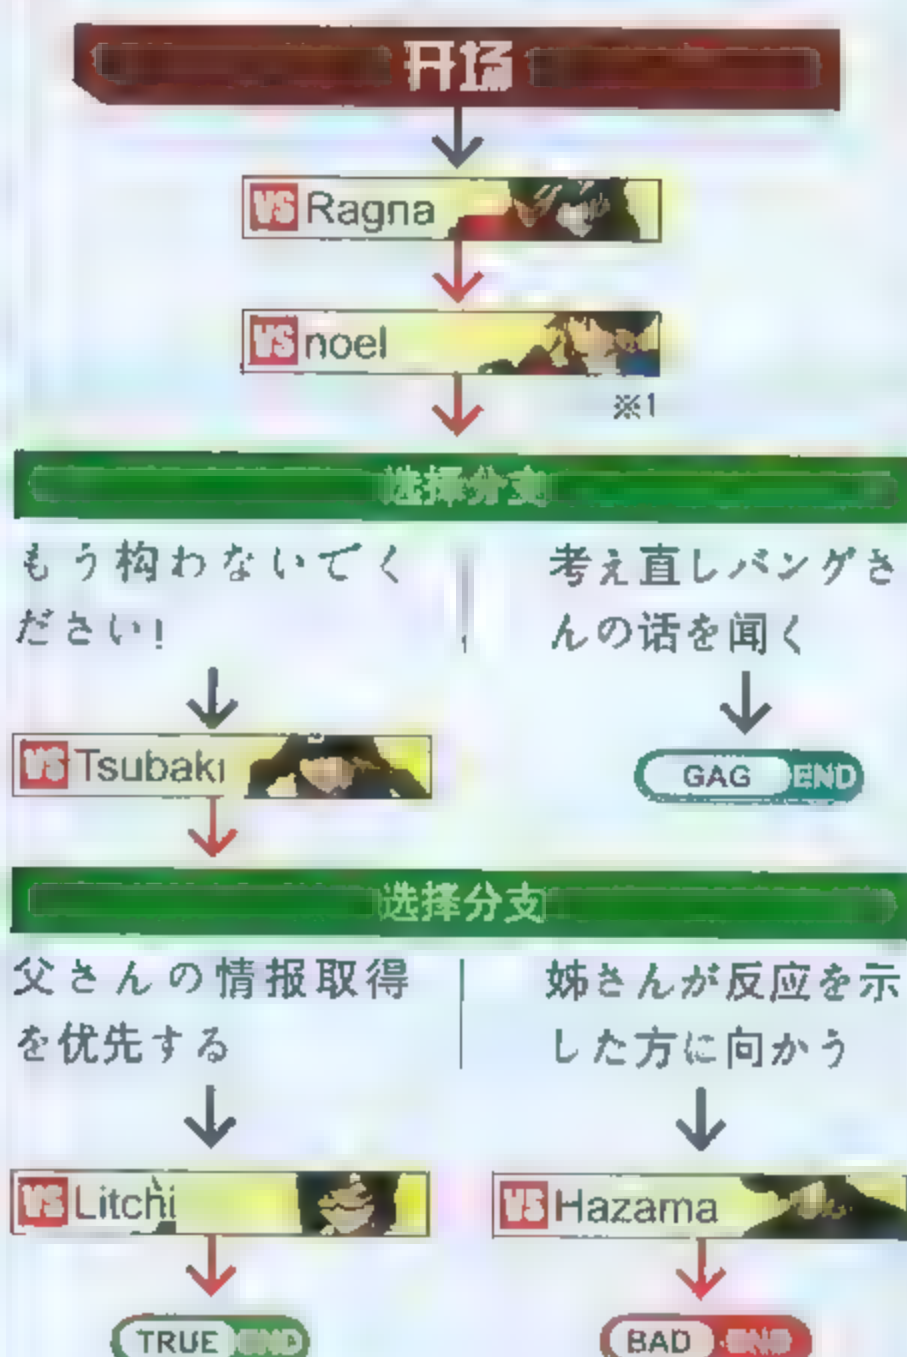 开场
VS Ragna
VS noel
※1
选择分支
もう构わないでく
ださい!
考え直しバングさ
んの话を闻く
VS Tsubaki
GAG END
选择分支
父さんの情报取得
を优先する
姊さんが反应を示
した方に向かう
VS Litchi
VS Hazama
TRUE END
BAD END